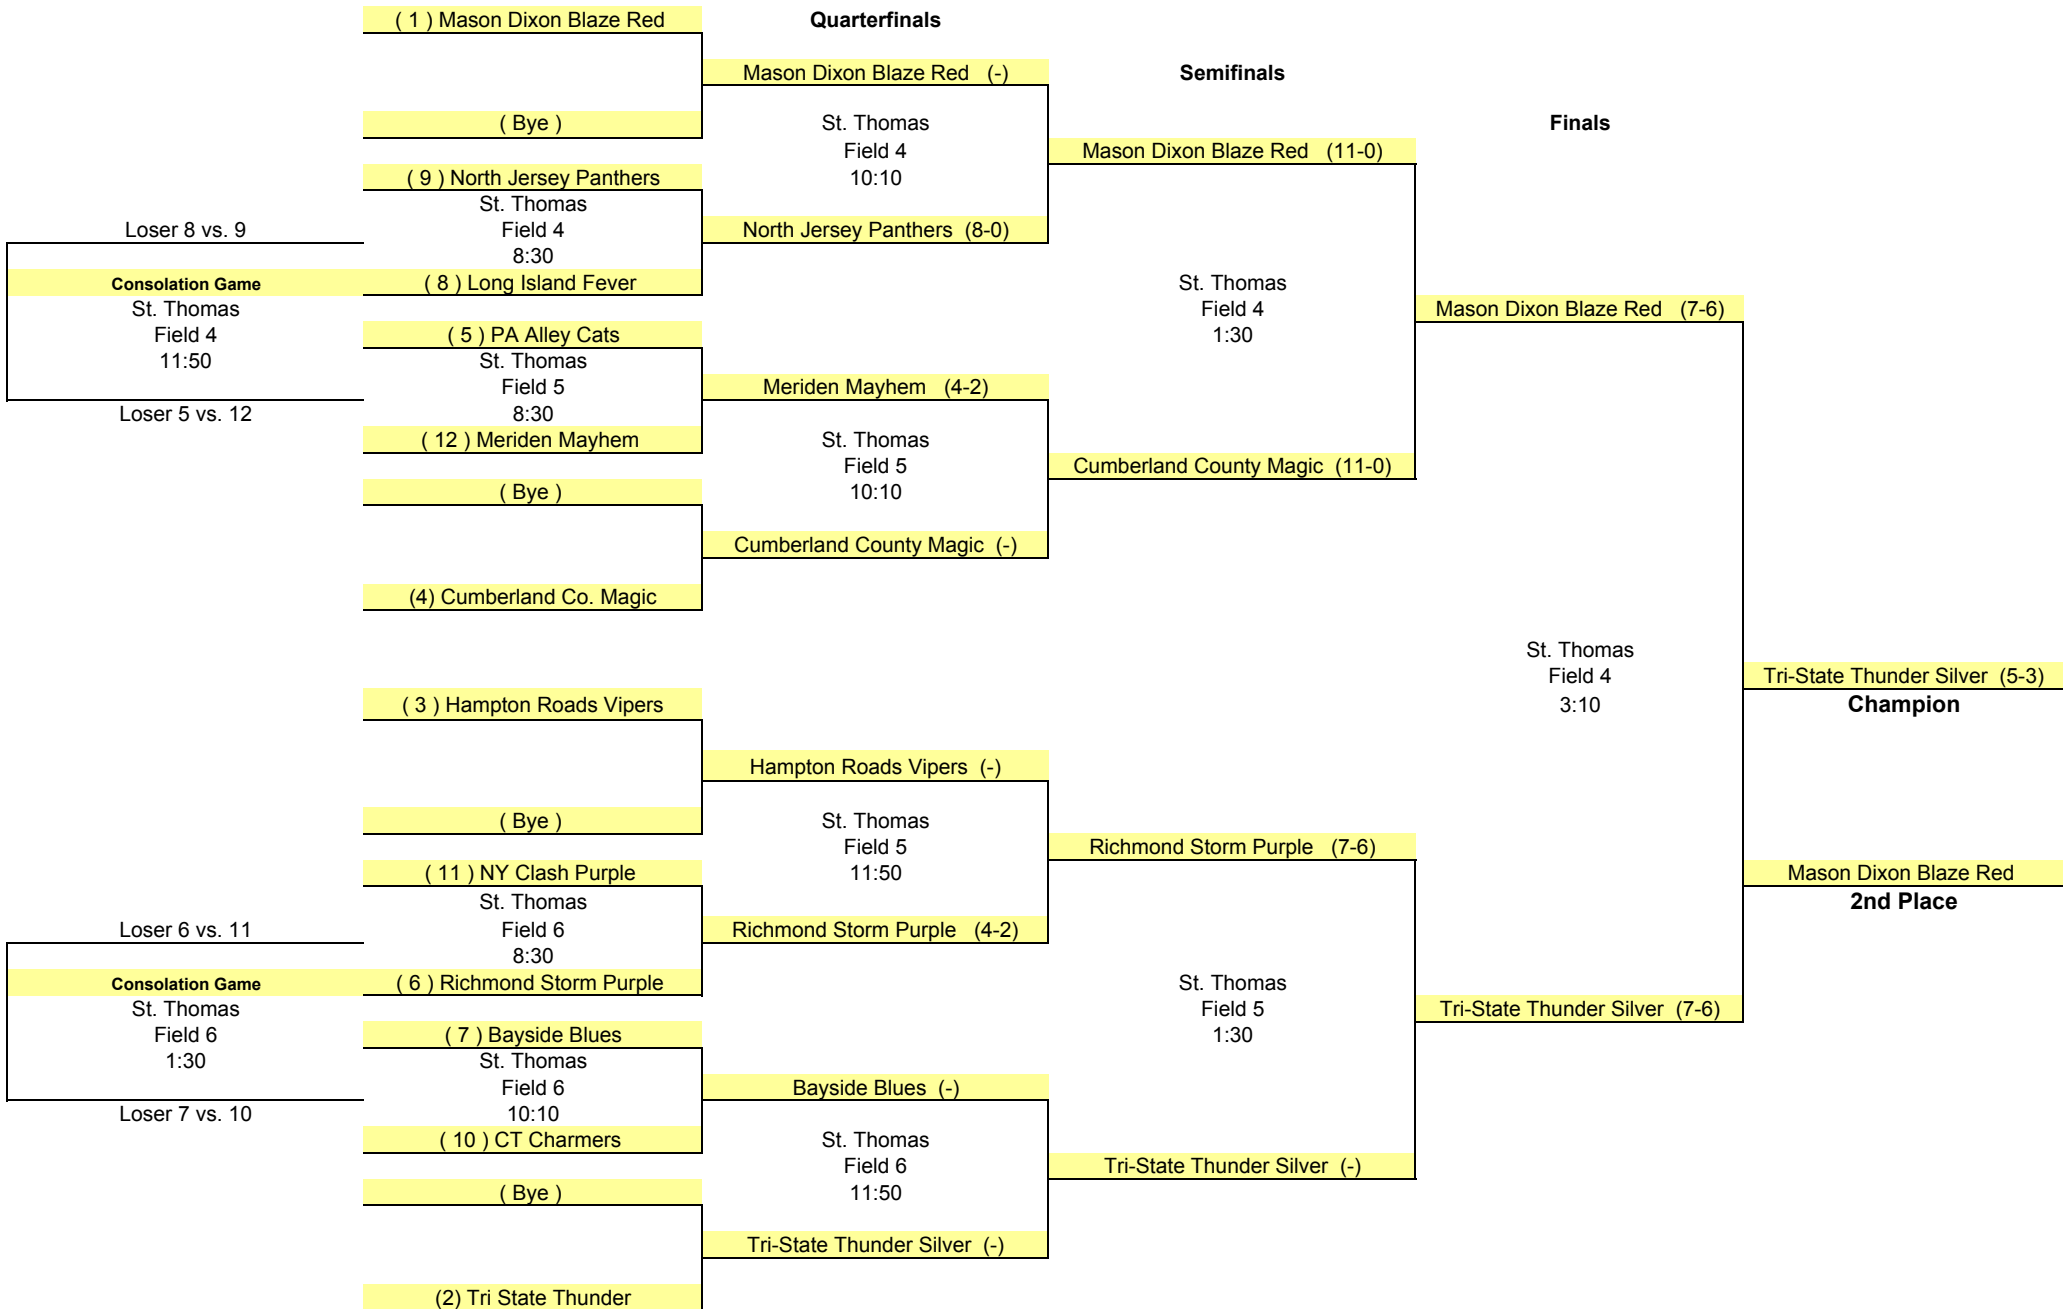 ( 1 ) Mason Dixon Blaze Red
Quarterfinals
Mason Dixon Blaze Red (-)
Semifinals
( Bye )
St. Thomas
Finals
Field 4
Mason Dixon Blaze Red (11-0)
( 9 ) North Jersey Panthers
10:10
St. Thomas
Loser 8 vs. 9
Field 4
North Jersey Panthers (8-0)
8:30
Consolation Game
( 8 ) Long Island Fever
St. Thomas
St. Thomas
Field 4
Mason Dixon Blaze Red (7-6)
Field 4
( 5 ) PA Alley Cats
1:30
11:50
St. Thomas
Field 5
Meriden Mayhem (4-2)
Loser 5 vs. 12
8:30
( 12 ) Meriden Mayhem
St. Thomas
Field 5
Cumberland County Magic (11-0)
( Bye )
10:10
Cumberland County Magic (-)
(4) Cumberland Co. Magic
St. Thomas
Field 4
Tri-State Thunder Silver (5-3)
( 3 ) Hampton Roads Vipers
3:10
Champion
Hampton Roads Vipers (-)
( Bye )
St. Thomas
Field 5
Richmond Storm Purple (7-6)
( 11 ) NY Clash Purple
11:50
Mason Dixon Blaze Red
St. Thomas
2nd Place
Loser 6 vs. 11
Field 6
Richmond Storm Purple (4-2)
8:30
Consolation Game
( 6 ) Richmond Storm Purple
St. Thomas
St. Thomas
Field 5
Tri-State Thunder Silver (7-6)
Field 6
( 7 ) Bayside Blues
1:30
1:30
St. Thomas
Field 6
Bayside Blues (-)
Loser 7 vs. 10
10:10
( 10 ) CT Charmers
St. Thomas
Field 6
Tri-State Thunder Silver (-)
( Bye )
11:50
Tri-State Thunder Silver (-)
(2) Tri State Thunder